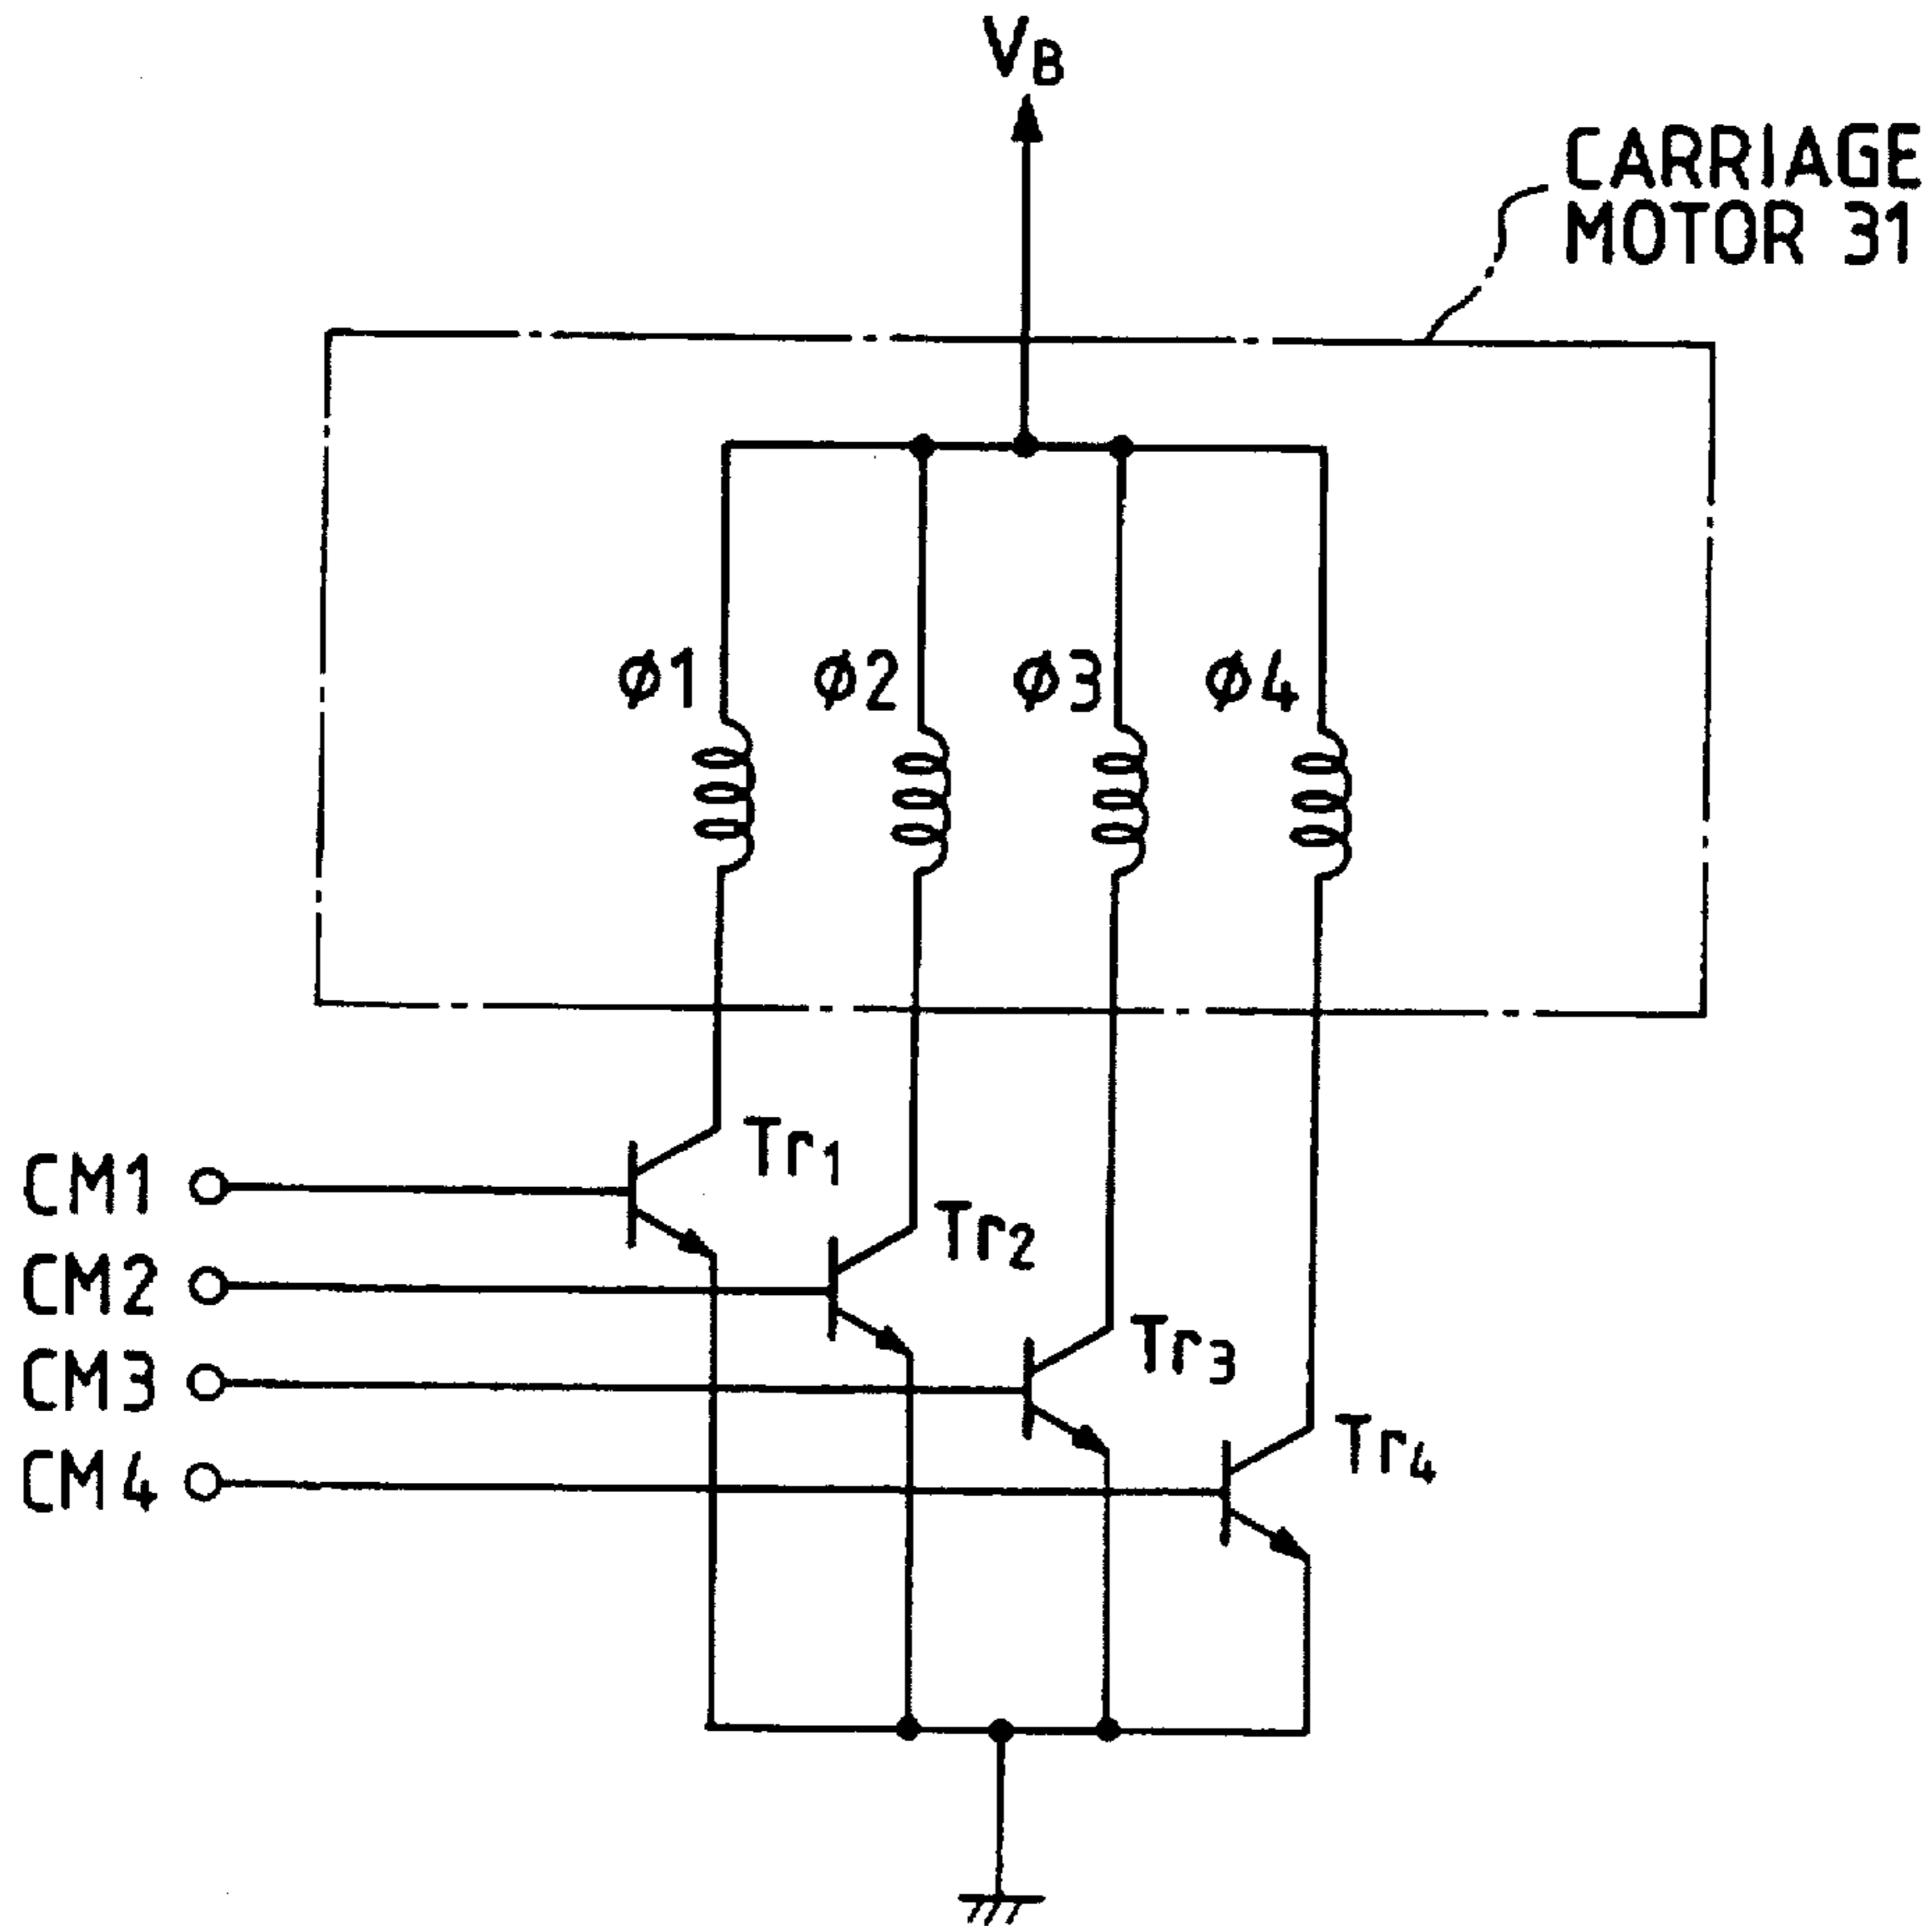 VB
CARRIAGE
MOTOR 31
ø1 ø2 ø3 ø4
Tr1
CM1
Tr2
CM2
Tr3
CM3
Tr4
CM4